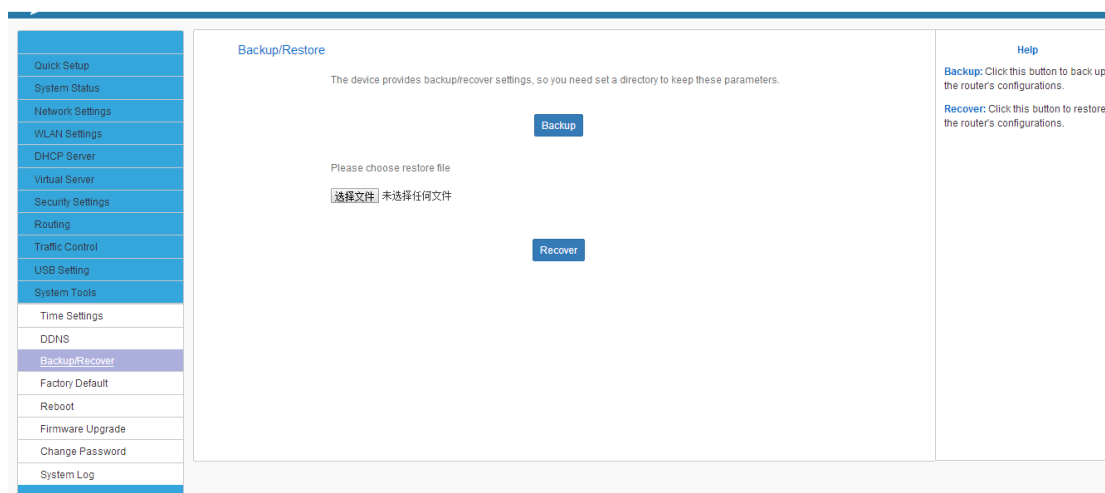 Quick Setup
System Status
Network Settings
WLAN Settings
DHCP Server
Virtual Server
Security Settings
Routing
Traffic Control
USB Setting
System Tools
Time Settings
DDNS
Backup/Recover
Factory Default
Reboot
Firmware Upgrade
Change Password
System Log
Backup/Restore
The device provides backup/recover settings, so you need set a directory to keep these parameters.
Backup
Please choose restore file
选择文件 未选择任何文件
Recover
Help
Backup: Click this button to back up
the router's configurations.
Recover: Click this button to restore
the router's configurations.